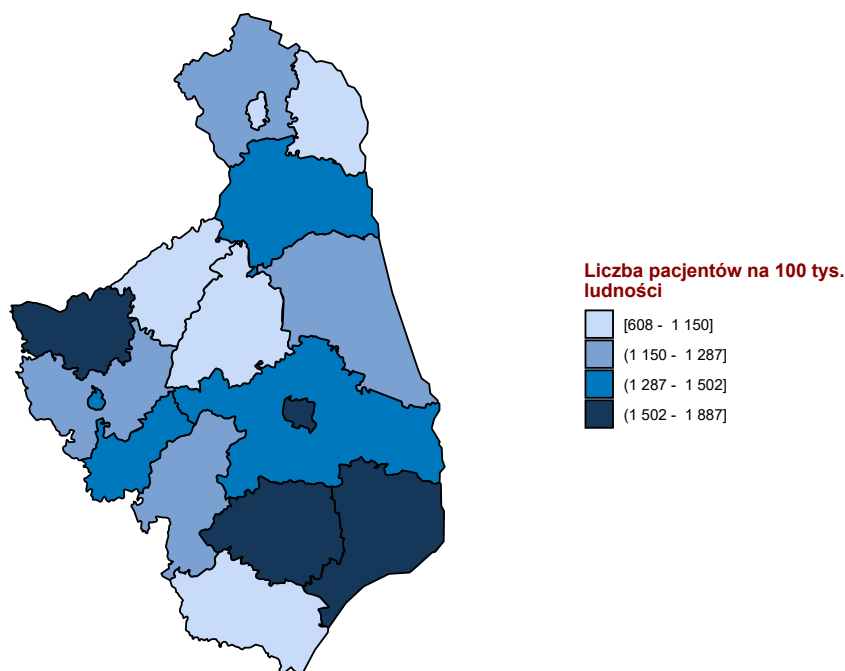 Liczba pacjentów na 100 tys.
ludności
[608 - 1 150]
(1 150 - 1 287]
(1 287 - 1 502]
(1 502 - 1 887]